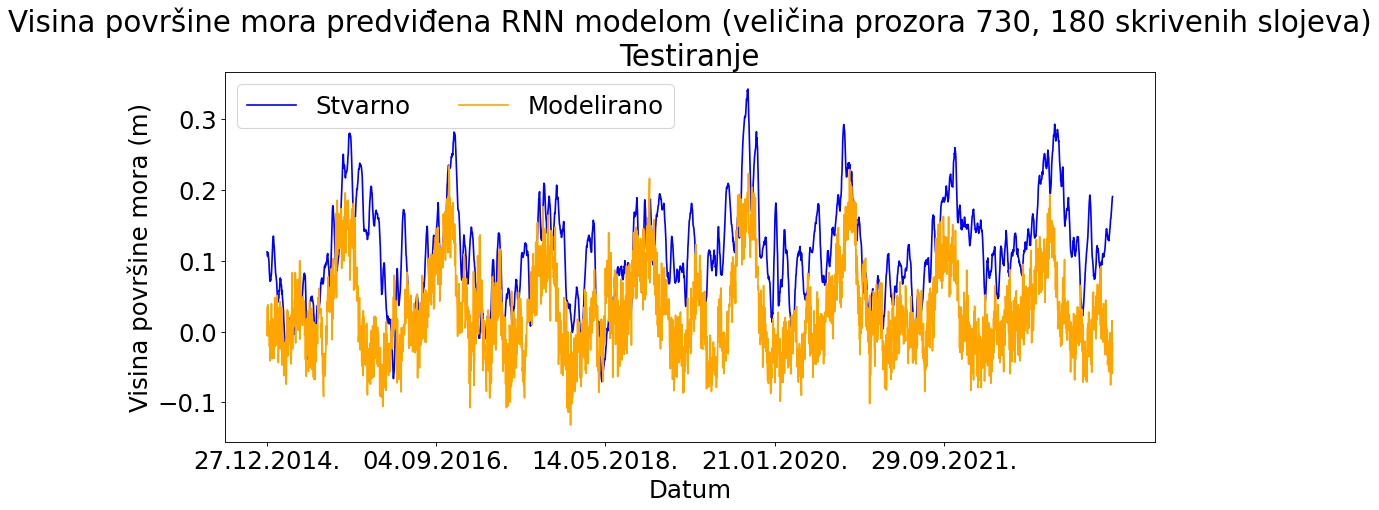 Visina površine mora predviđena RNN modelom (veličina prozora 730, 180 skrivenih slojeva)
Testiranje
Stvarno
Modelirano
Visina površine mora (m)
0.3
0.2
0.1
0.0
−0.1
27.12.2014.
04.09.2016.
14.05.2018.
21.01.2020.
29.09.2021.
Datum